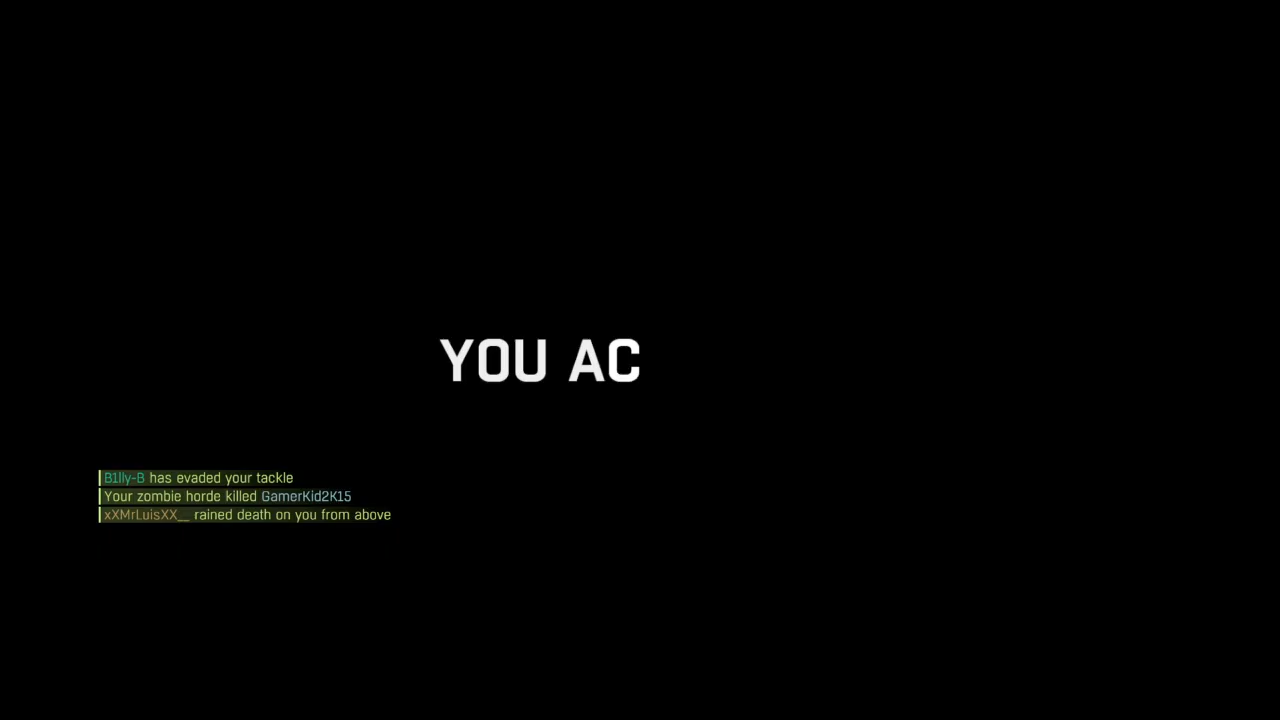 YOU AC
B1lly-B has evaded your tackle
Your zombie horde killed GamerKid2K15
xXMrLuisXX__ rained death on you from above